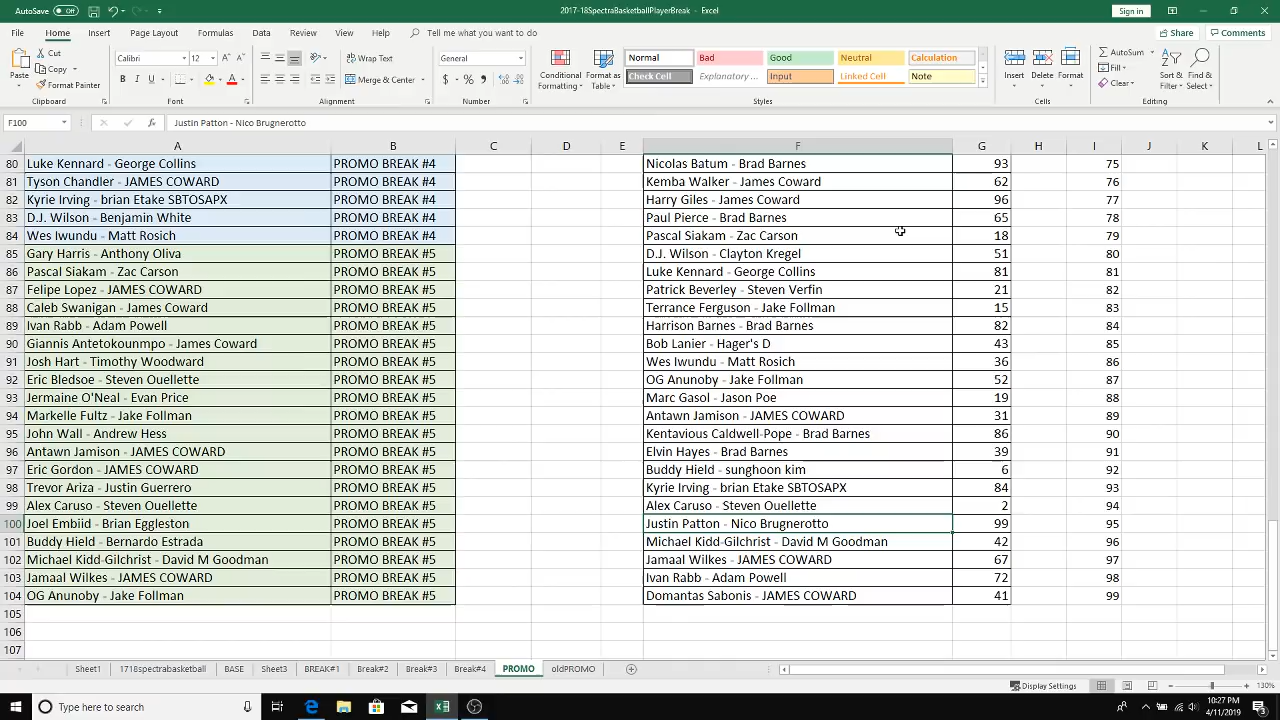 AutoSave Off 2017-18SpectraBasketballPlayerBreak - Excel Sign in
File Home Insert Page Layout Formulas Data Review View Help Tell me what you want to do Share Comments
Paste Cut Copy Format Painter Clipboard
Calibri 12 B I U A A A Font
Merge & Center Alignment
General $ % Number
Conditional Formatting Format as Table
Normal Bad Good Neutral Calculation
Check Cell Explanatory ... Input Linked Cell Note
Styles
Insert Delete Format Cells
AutoSum Fill Clear Sort & Filter Find & Select Editing
F100 fx Justin Patton - Nico Brugnerotto
A B C D E F G H I J K L
80 Luke Kennard - George Collins PROMO BREAK #4 Nicolas Batum - Brad Barnes 93 75
81 Tyson Chandler - JAMES COWARD PROMO BREAK #4 Kemba Walker - James Coward 62 76
82 Kyrie Irving - brian Etake SBTOSAPX PROMO BREAK #4 Harry Giles - James Coward 96 77
83 D.J. Wilson - Benjamin White PROMO BREAK #4 Paul Pierce - Brad Barnes 65 78
84 Wes Iwundu - Matt Rosich PROMO BREAK #4 Pascal Siakam - Zac Carson 18 79
85 Gary Harris - Anthony Oliva PROMO BREAK #5 D.J. Wilson - Clayton Kregel 51 80
86 Pascal Siakam - Zac Carson PROMO BREAK #5 Luke Kennard - George Collins 81 81
87 Felipe Lopez - JAMES COWARD PROMO BREAK #5 Patrick Beverley - Steven Verfin 21 82
88 Caleb Swanigan - James Coward PROMO BREAK #5 Terrance Ferguson - Jake Follman 15 83
89 Ivan Rabb - Adam Powell PROMO BREAK #5 Harrison Barnes - Brad Barnes 82 84
90 Giannis Antetokounmpo - James Coward PROMO BREAK #5 Bob Lanier - Hager's D 43 85
91 Josh Hart - Timothy Woodward PROMO BREAK #5 Wes Iwundu - Matt Rosich 36 86
92 Eric Bledsoe - Steven Ouellette PROMO BREAK #5 OG Anunoby - Jake Follman 52 87
93 Jermaine O'Neal - Evan Price PROMO BREAK #5 Marc Gasol - Jason Poe 19 88
94 Markelle Fultz - Jake Follman PROMO BREAK #5 Antawn Jamison - JAMES COWARD 31 89
95 John Wall - Andrew Hess PROMO BREAK #5 Kentavious Caldwell-Pope - Brad Barnes 86 90
96 Antawn Jamison - JAMES COWARD PROMO BREAK #5 Elvin Hayes - Brad Barnes 39 91
97 Eric Gordon - JAMES COWARD PROMO BREAK #5 Buddy Hield - sunghoon kim 6 92
98 Trevor Ariza - Justin Guerrero PROMO BREAK #5 Kyrie Irving - brian Etake SBTOSAPX 84 93
99 Alex Caruso - Steven Ouellette PROMO BREAK #5 Alex Caruso - Steven Ouellette 2 94
100 Joel Embiid - Brian Eggleston PROMO BREAK #5 Justin Patton - Nico Brugnerotto 99 95
101 Buddy Hield - Bernardo Estrada PROMO BREAK #5 Michael Kidd-Gilchrist - David M Goodman 42 96
102 Michael Kidd-Gilchrist - David M Goodman PROMO BREAK #5 Jamaal Wilkes - JAMES COWARD 67 97
103 Jamaal Wilkes - JAMES COWARD PROMO BREAK #5 Ivan Rabb - Adam Powell 72 98
104 OG Anunoby - Jake Follman PROMO BREAK #5 Domantas Sabonis - JAMES COWARD 41 99
105
106
107
Sheet1 1718spectrabasketball BASE Sheet3 BREAK#1 Break#2 Break#3 Break#4 PROMO oldPROMO
Display Settings 130%
Type here to search 10:27 PM
4/11/2019